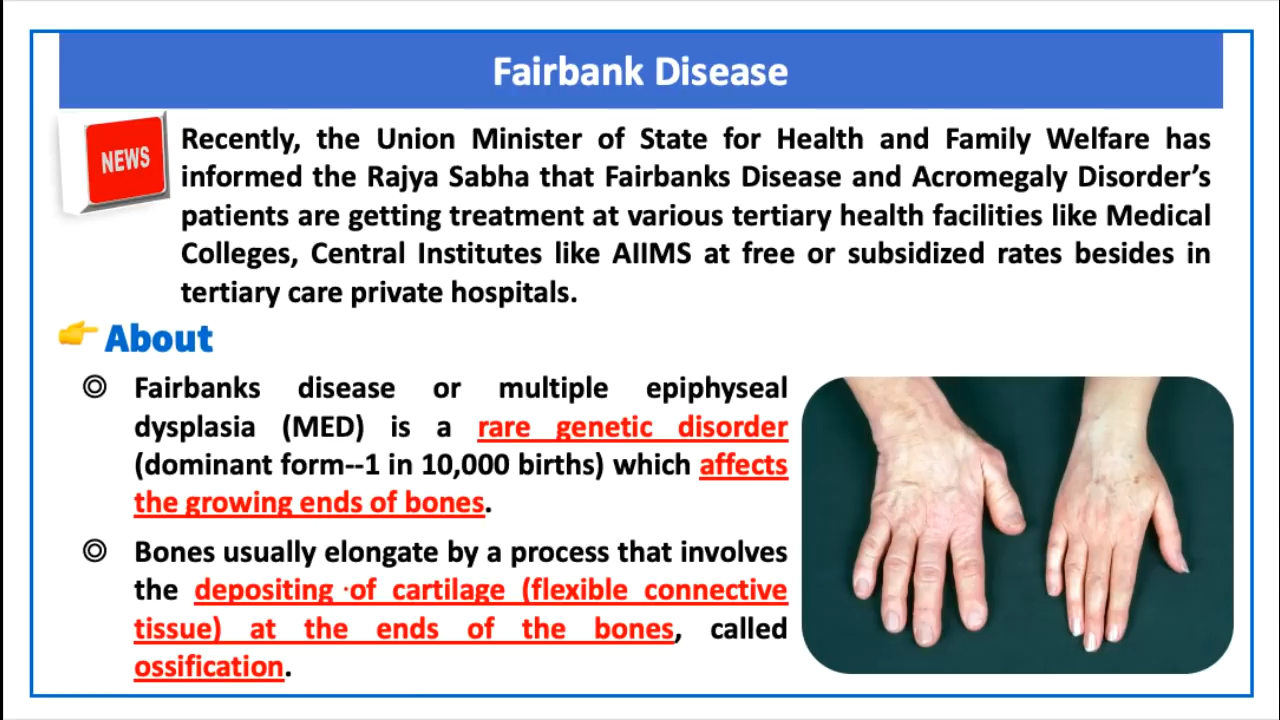 Fairbank Disease
NEWS
Recently, the Union Minister of State for Health and Family Welfare has
informed the Rajya Sabha that Fairbanks Disease and Acromegaly Disorder's
patients are getting treatment at various tertiary health facilities like Medical
Colleges, Central Institutes like AIIMS at free or subsidized rates besides in
tertiary care private hospitals.
About
Fairbanks disease or multiple epiphyseal
dysplasia (MED) is a rare genetic disorder
(dominant form--1 in 10,000 births) which affects
the growing ends of bones.
Bones usually elongate by a process that involves
the depositing of cartilage (flexible connective
tissue) at the ends of the bones, called
ossification.